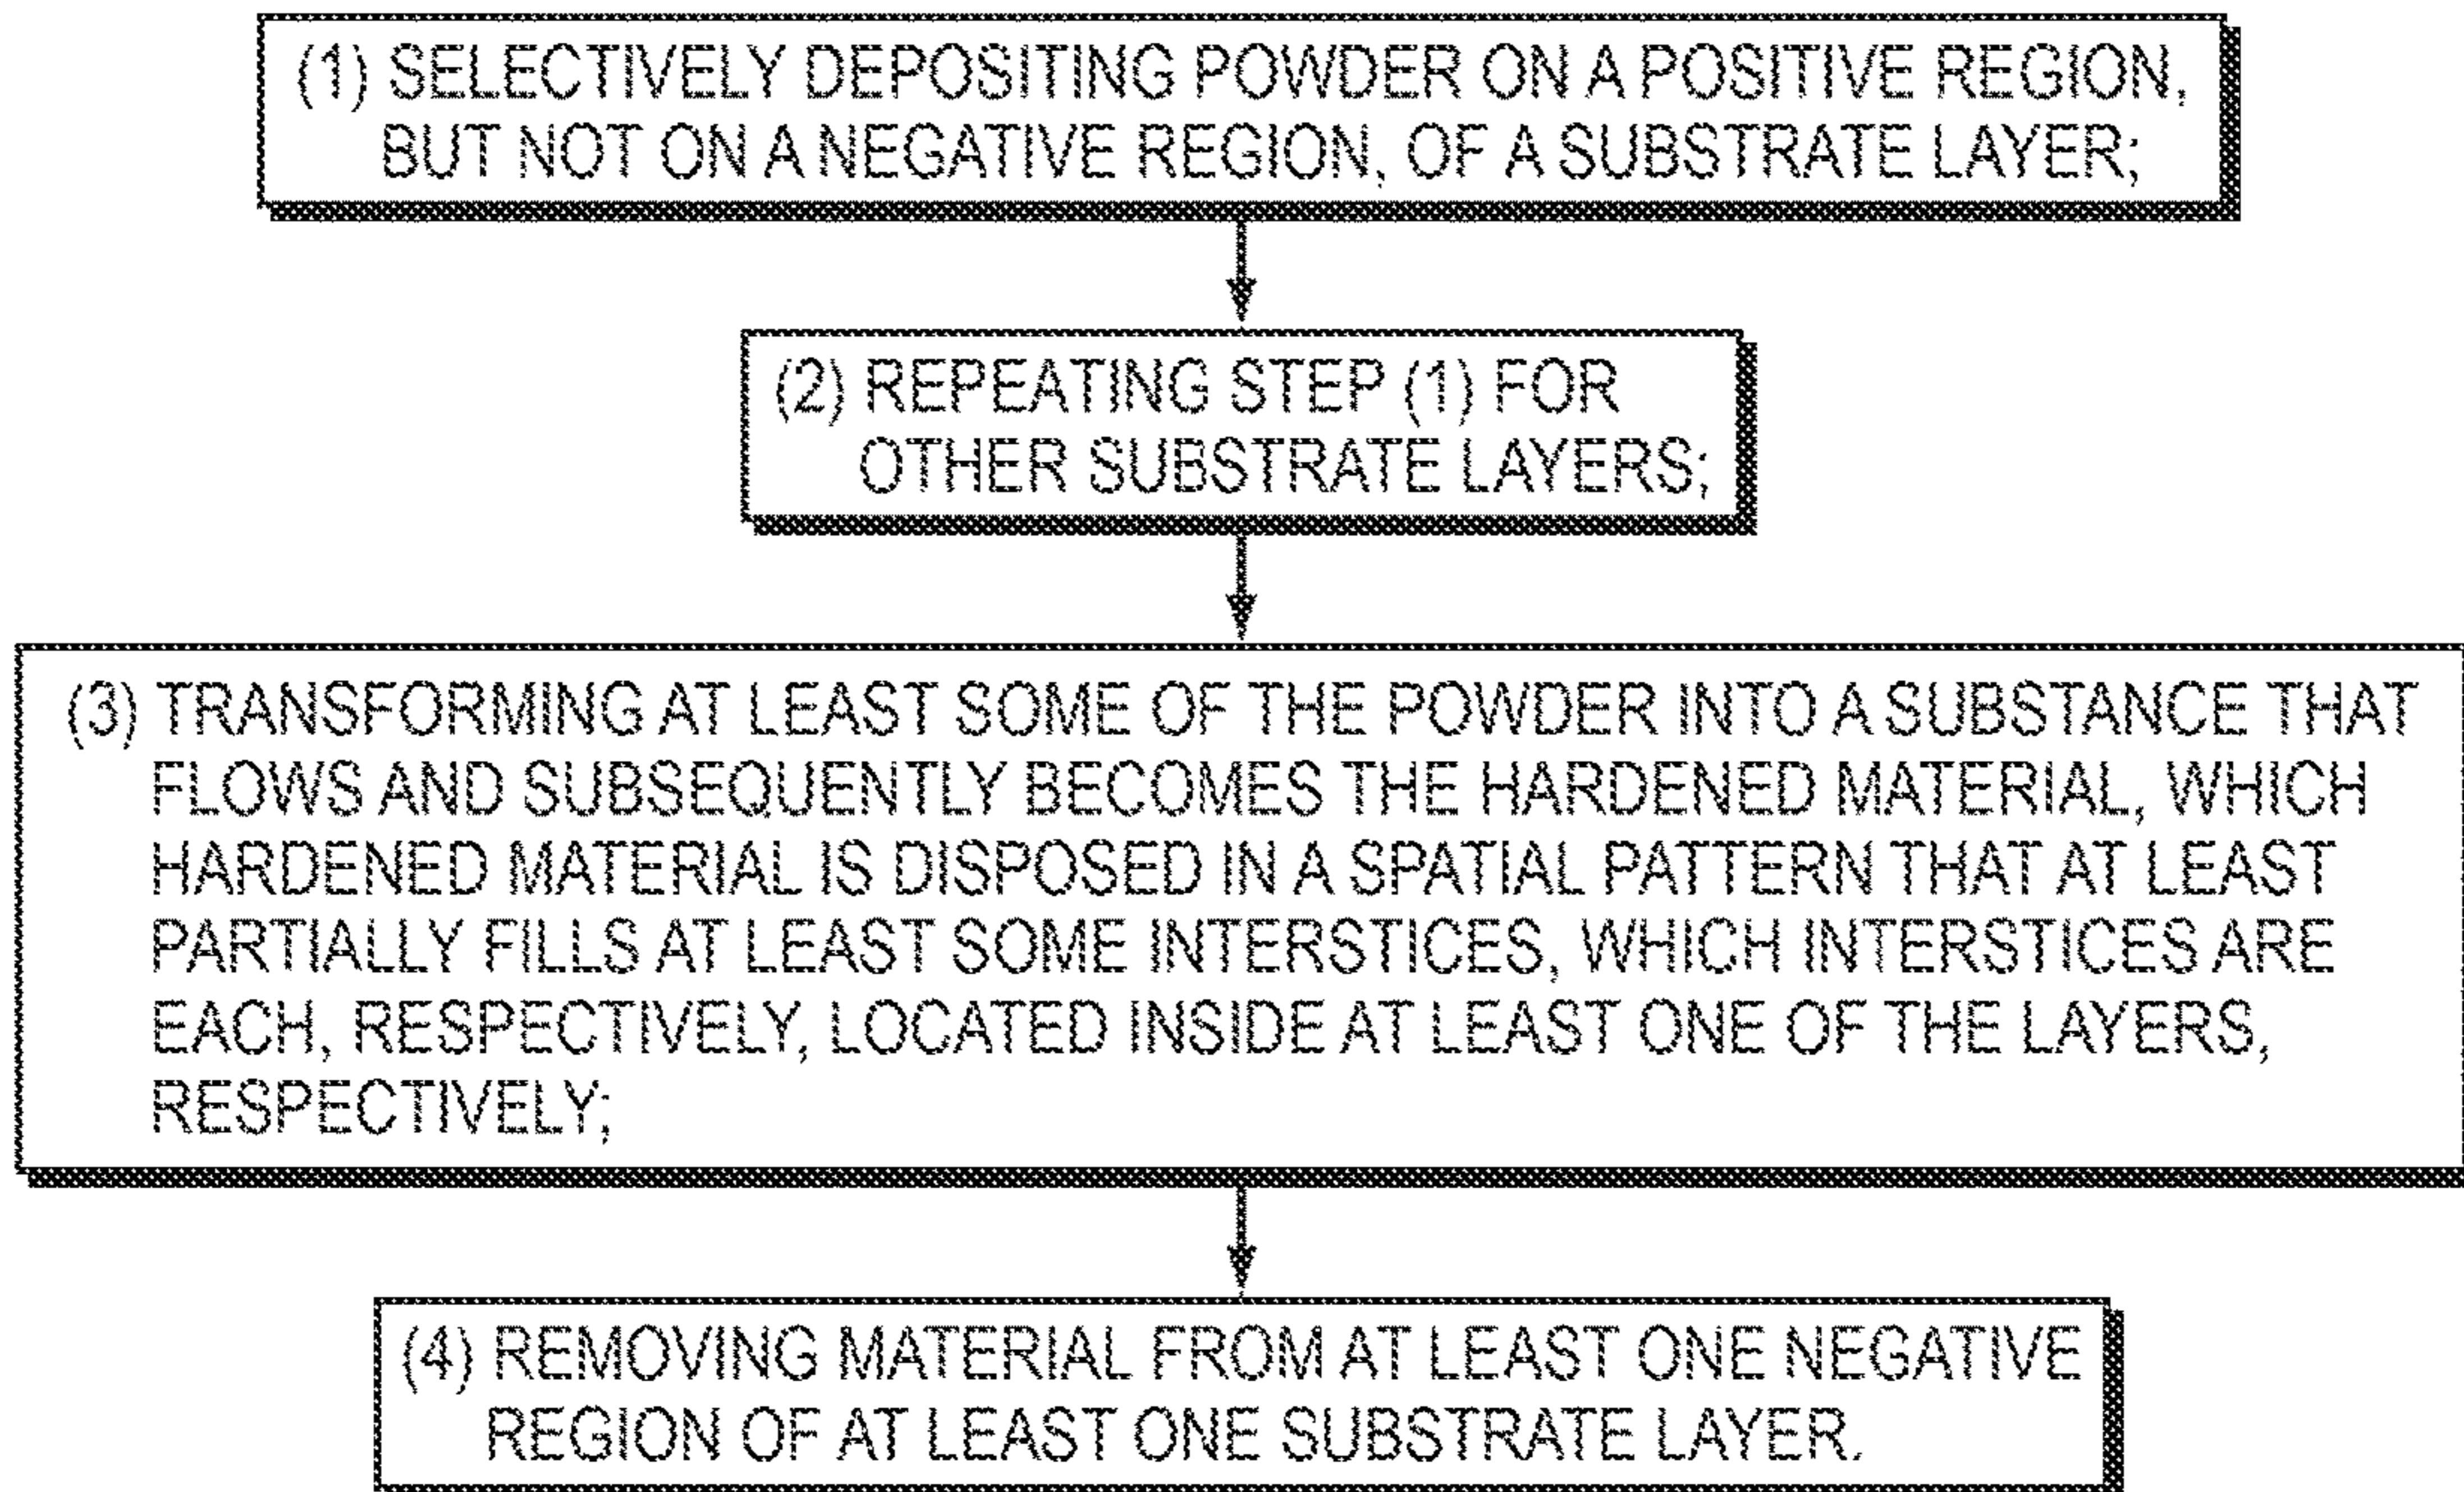 (1) SELECTIVELY DEPOSITING POWDER ON A POSITIVE REGION,
BUT NOT ON A NEGATIVE REGION, OF A SUBSTRATE LAYER;
(2) REPEATING STEP (1) FOR
OTHER SUBSTRATE LAYERS;
(3) TRANSFORMING AT LEAST SOME OF THE POWDER INTO A SUBSTANCE THAT
FLOWS AND SUBSEQUENTLY BECOMES THE HARDENED MATERIAL, WHICH
HARDENED MATERIAL IS DISPOSED IN A SPATIAL PATTERN THAT AT LEAST
PARTIALLY FILLS AT LEAST SOME INTERSTICES, WHICH INTERSTICES ARE
EACH, RESPECTIVELY, LOCATED INSIDE AT LEAST ONE OF THE LAYERS,
RESPECTIVELY;
(4) REMOVING MATERIAL FROM AT LEAST ONE NEGATIVE
REGION OF AT LEAST ONE SUBSTRATE LAYER.